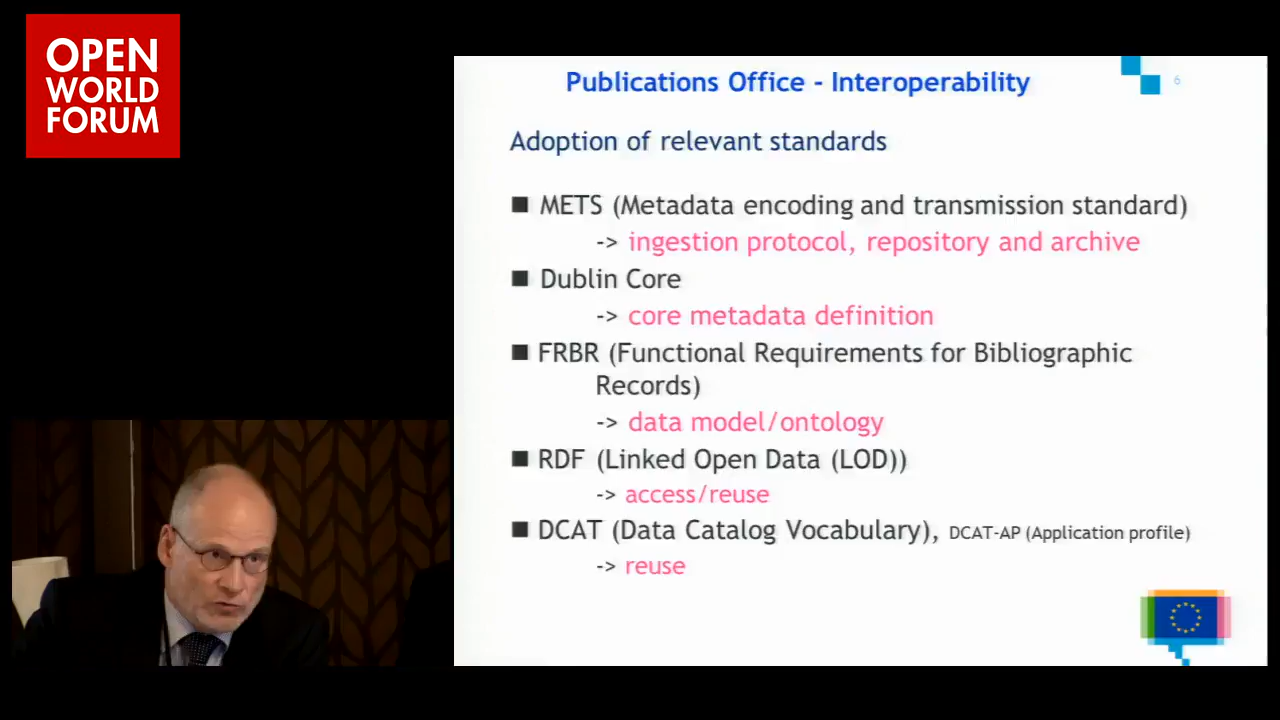 OPEN
WORLD
FORUM
Publications Office - Interoperability
6
Adoption of relevant standards
■ METS (Metadata encoding and transmission standard)
-> ingestion protocol, repository and archive
■ Dublin Core
-> core metadata definition
■ FRBR (Functional Requirements for Bibliographic
Records)
-> data model/ontology
■ RDF (Linked Open Data (LOD))
-> access/reuse
■ DCAT (Data Catalog Vocabulary), DCAT-AP (Application profile)
-> reuse